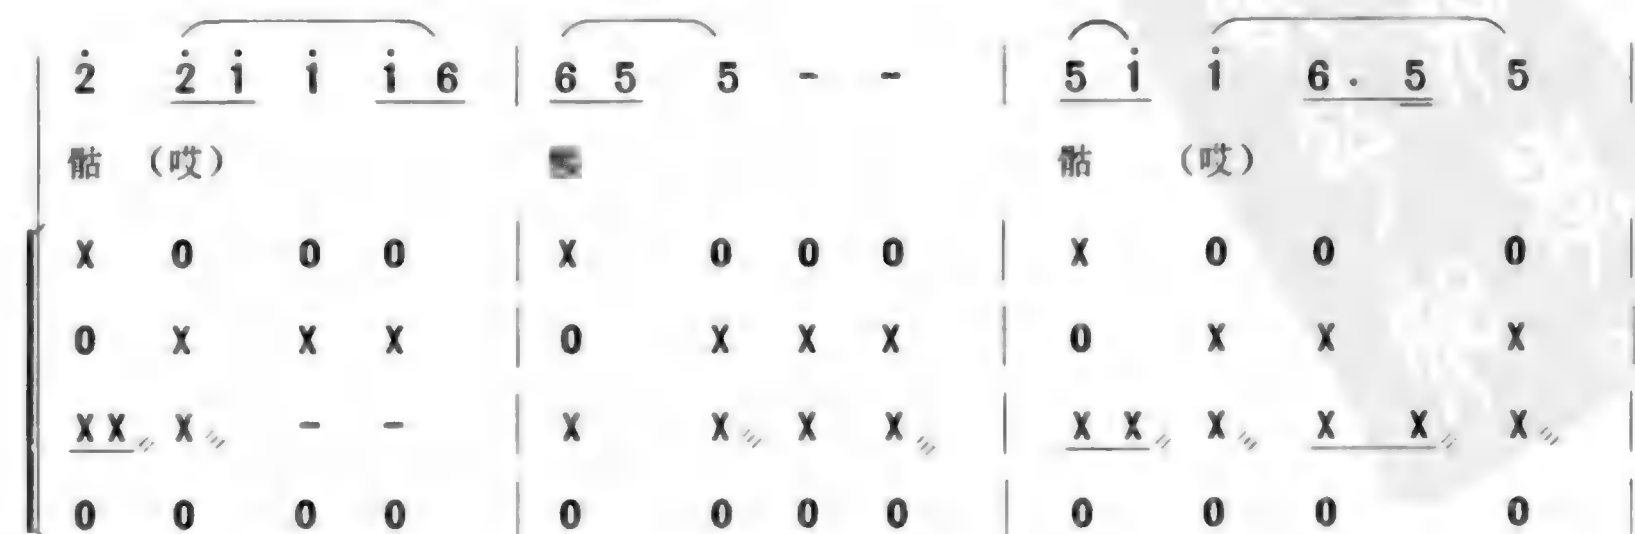 2̇ 2̇ 1̇ 1̇ 1̇ 6 | 6 5 5 - - | 5 1̇ 1̇ 6 . 5 5 |
骷 (哎) 骷 (哎)
X 0 0 0 | X 0 0 0 | X 0 0 0 |
0 X X X | 0 X X X | 0 X X X |
X X X - - | X X X X | X X X X X X |
0 0 0 0 | 0 0 0 0 | 0 0 0 0 |